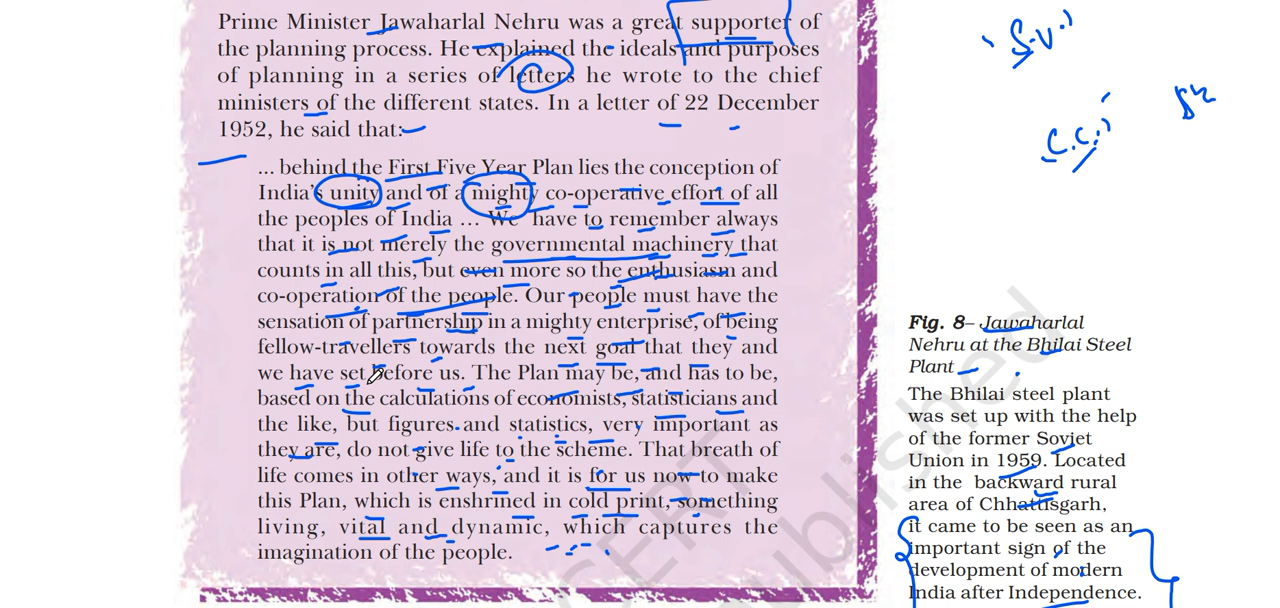 Prime Minister Jawaharlal Nehru was a great supporter of
the planning process. He explained the ideals and purposes
of planning in a series of letters he wrote to the chief
ministers of the different states. In a letter of 22 December
1952, he said that:
... behind the First Five Year Plan lies the conception of
India's unity and of a mighty co-operative effort of all
the peoples of India ... We have to remember always
that it is not merely the governmental machinery that
counts in all this, but even more so the enthusiasm and
co-operation of the people. Our people must have the
sensation of partnership in a mighty enterprise, of being
fellow-travellers towards the next goal that they and
we have set before us. The Plan may be, and has to be,
based on the calculations of economists, statisticians and
the like, but figures and statistics, very important as
they are, do not give life to the scheme. That breath of
life comes in other ways, and it is for us now to make
this Plan, which is enshrined in cold print, something
living, vital and dynamic, which captures the
imagination of the people.
S.V.
C.C.
Fig. 8– Jawaharlal
Nehru at the Bhilai Steel
Plant
The Bhilai steel plant
was set up with the help
of the former Soviet
Union in 1959. Located
in the backward rural
area of Chhattisgarh,
it came to be seen as an
important sign of the
development of modern
India after Independence.